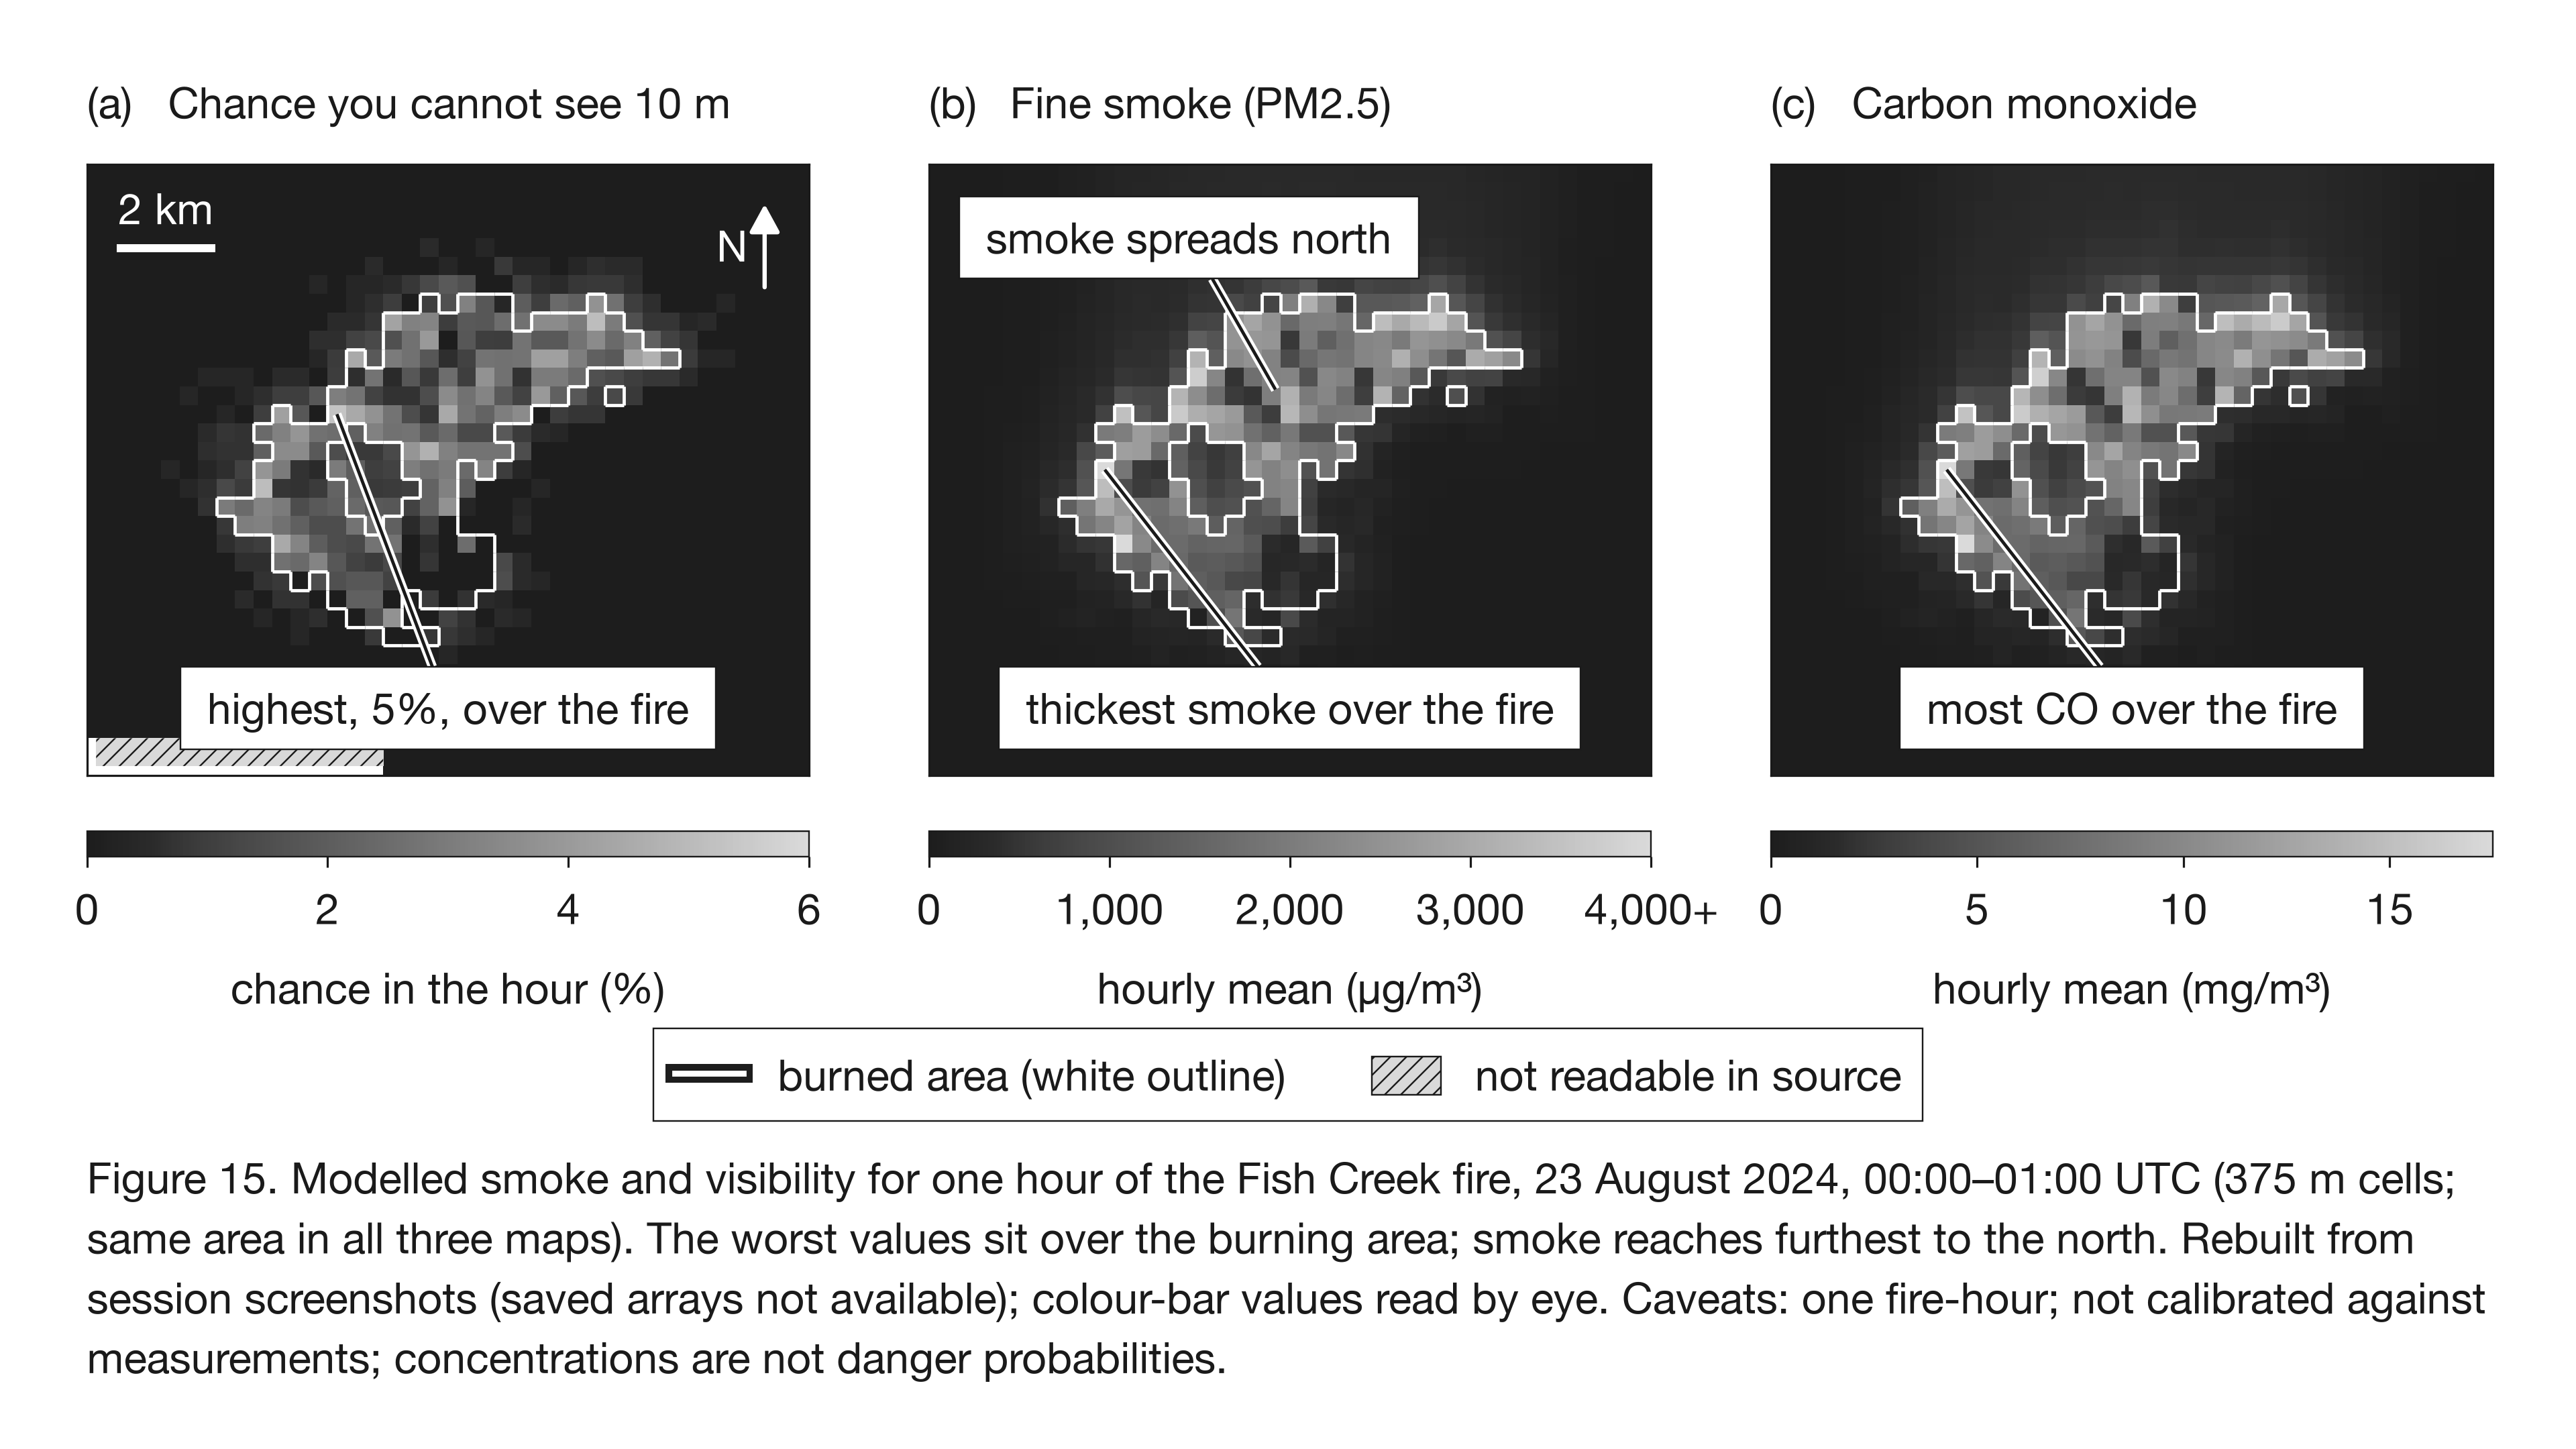 (a) Chance you cannot see 10 m
(b) Fine smoke (PM2.5)
(c) Carbon monoxide
2 km
N
smoke spreads north
highest, 5%, over the fire
thickest smoke over the fire
most CO over the fire
0 2 4 6
0 1,000 2,000 3,000 4,000+
0 5 10 15
chance in the hour (%)
hourly mean (µg/m³)
hourly mean (mg/m³)
burned area (white outline)
not readable in source
Figure 15. Modelled smoke and visibility for one hour of the Fish Creek fire, 23 August 2024, 00:00–01:00 UTC (375 m cells;
same area in all three maps). The worst values sit over the burning area; smoke reaches furthest to the north. Rebuilt from
session screenshots (saved arrays not available); colour-bar values read by eye. Caveats: one fire-hour; not calibrated against
measurements; concentrations are not danger probabilities.